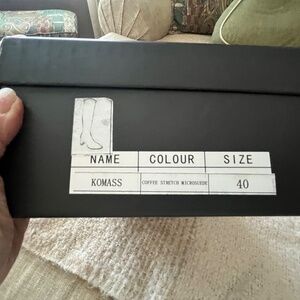 NAME COLOUR SIZE
KOMASS COFFEE STRETCH MICROSUEDE 40